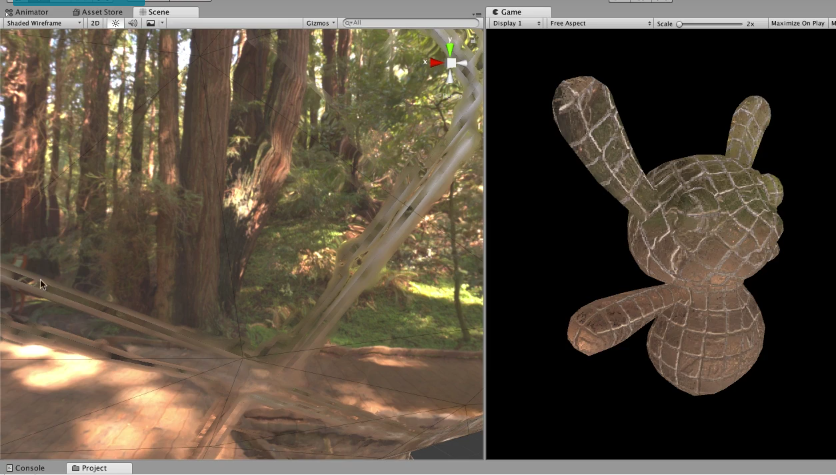 Animator Asset Store Scene Game
Shaded Wireframe 2D Gizmos All Display 1 Free Aspect Scale 2x Maximize On Play M
y
x
Console Project